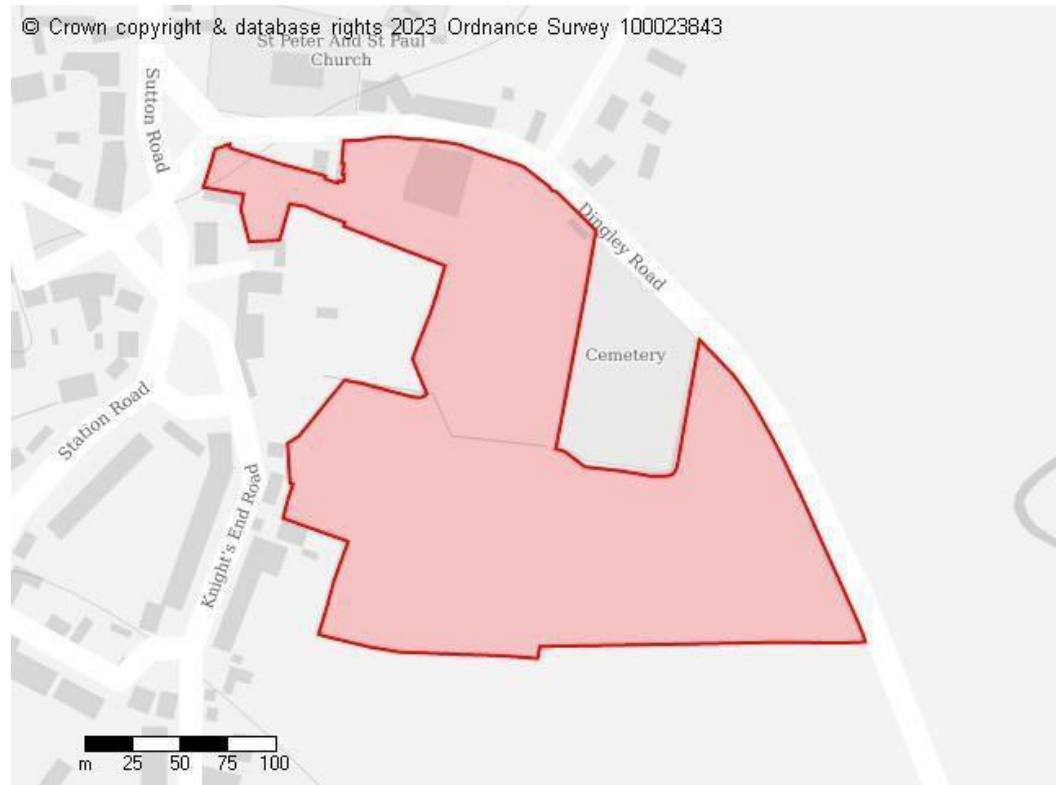 © Crown copyright & database rights 2023 Ordnance Survey 100023843
St Peter And St Paul
Church
Sutton Road
Dingley Road
Cemetery
Station Road
Knight's End Road
m 25 50 75 100